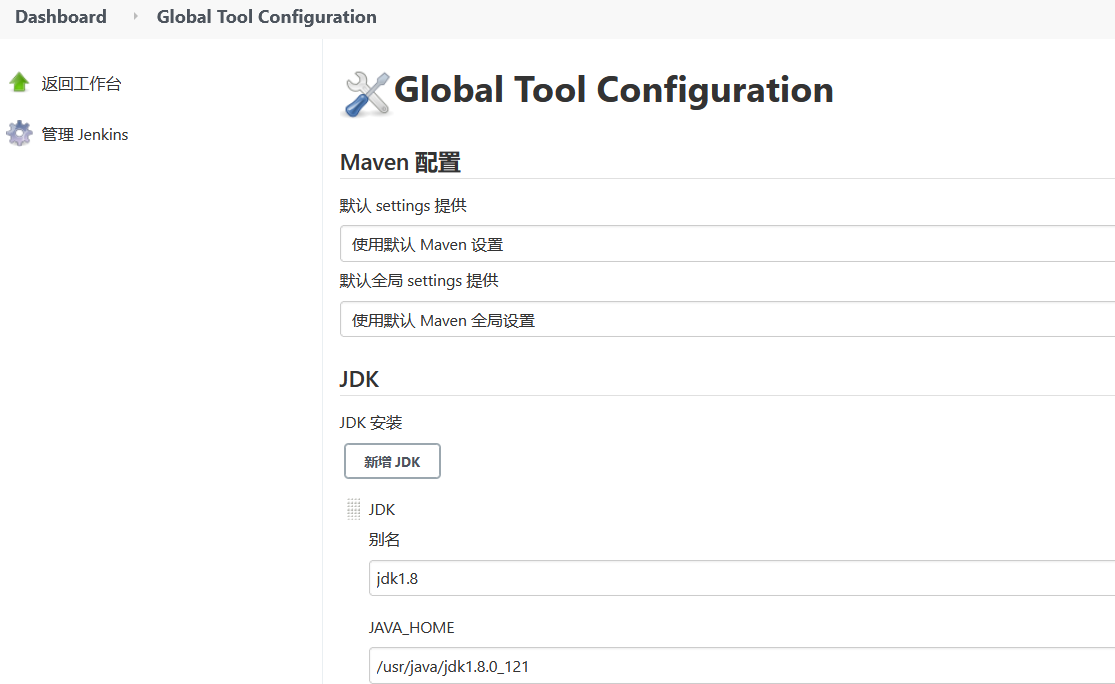 Dashboard Global Tool Configuration
返回工作台
管理 Jenkins
Global Tool Configuration
Maven 配置
默认 settings 提供
使用默认 Maven 设置
默认全局 settings 提供
使用默认 Maven 全局设置
JDK
JDK 安装
新增 JDK
JDK
别名
jdk1.8
JAVA_HOME
/usr/java/jdk1.8.0_121